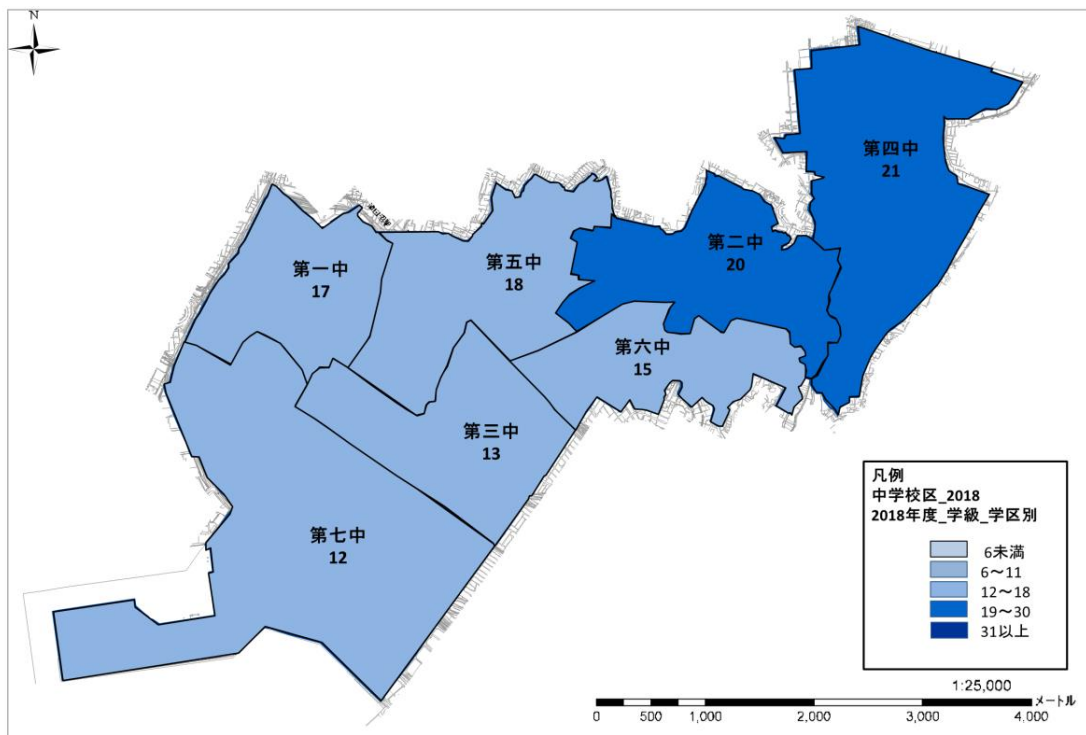 N
第四中
21
第二中
20
第五中
18
第一中
17
第六中
15
第三中
13
第七中
12
凡例
中学校区_2018
2018年度_学級_学区別
6未満
6～11
12～18
19～30
31以上
1:25,000
メートル
0 500 1,000 2,000 3,000 4,000